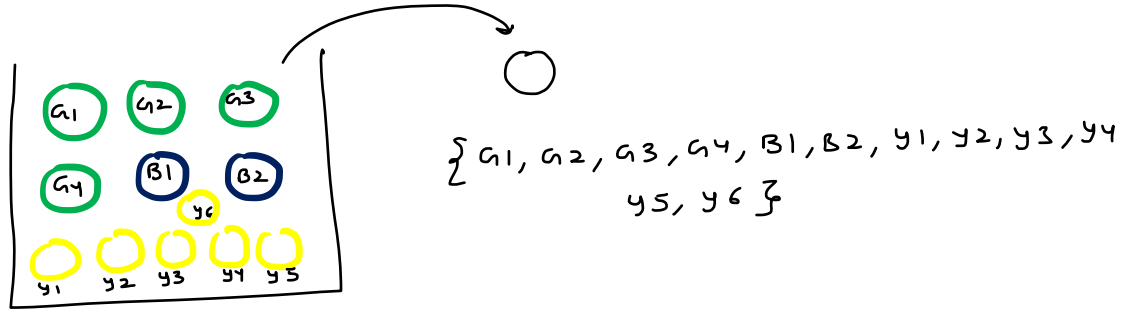 G1 G2 G3
G4 B1 B2
y6
y1 y2 y3 y4 y5
{ G1, G2, G3, G4, B1, B2, y1, y2, y3, y4
y5, y6 }